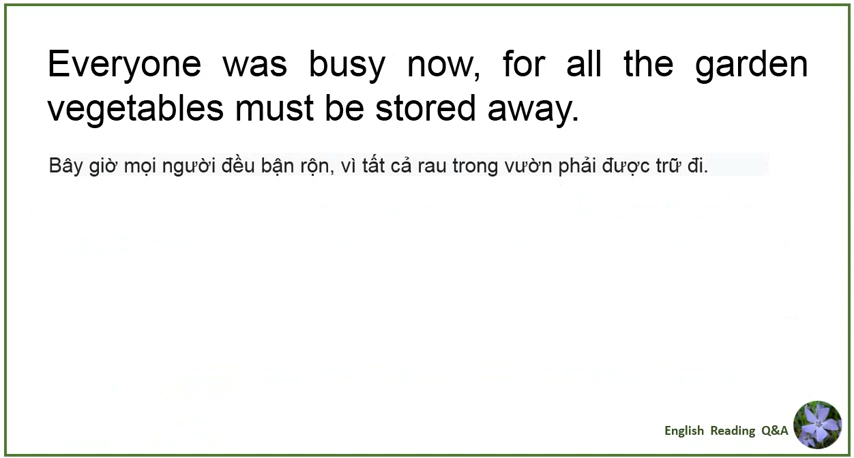 Everyone was busy now, for all the garden
vegetables must be stored away.
Bây giờ mọi người đều bận rộn, vì tất cả rau trong vườn phải được trữ đi.
English Reading Q&A